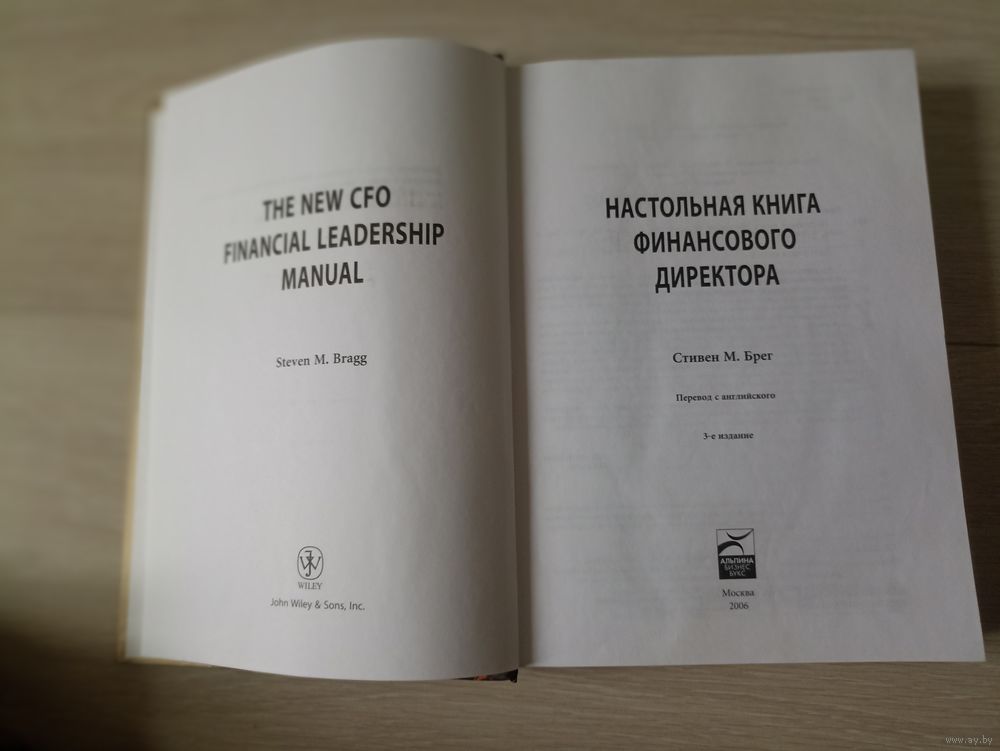 THE NEW CFO
FINANCIAL LEADERSHIP
MANUAL
Steven M. Bragg
WILEY
John Wiley & Sons, Inc.
НАСТОЛЬНАЯ КНИГА
ФИНАНСОВОГО
ДИРЕКТОРА
Стивен М. Брег
Перевод с английского
3-е издание
АЛЬПИНА
БИЗНЕС
БУКС
Москва
2006
www.ay.by